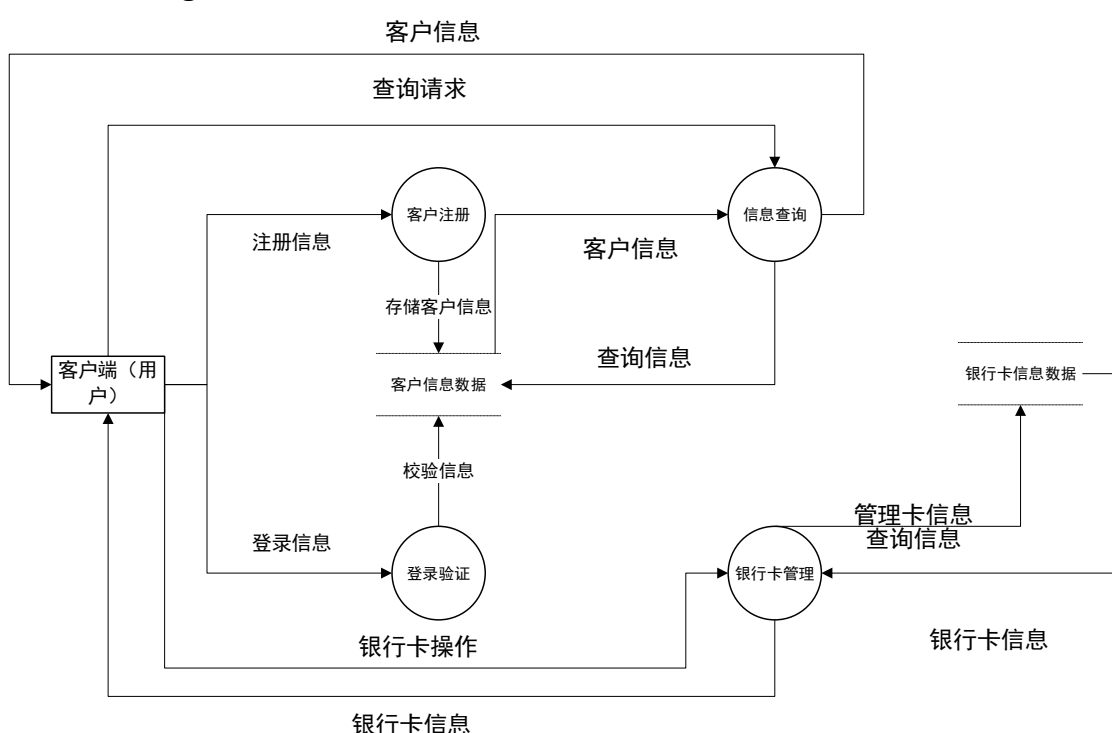 客户信息
查询请求
客户注册
信息查询
注册信息
客户信息
存储客户信息
查询信息
客户端（用
户）
客户信息数据
银行卡信息数据
校验信息
管理卡信息
登录信息
查询信息
登录验证
银行卡管理
银行卡操作
银行卡信息
银行卡信息